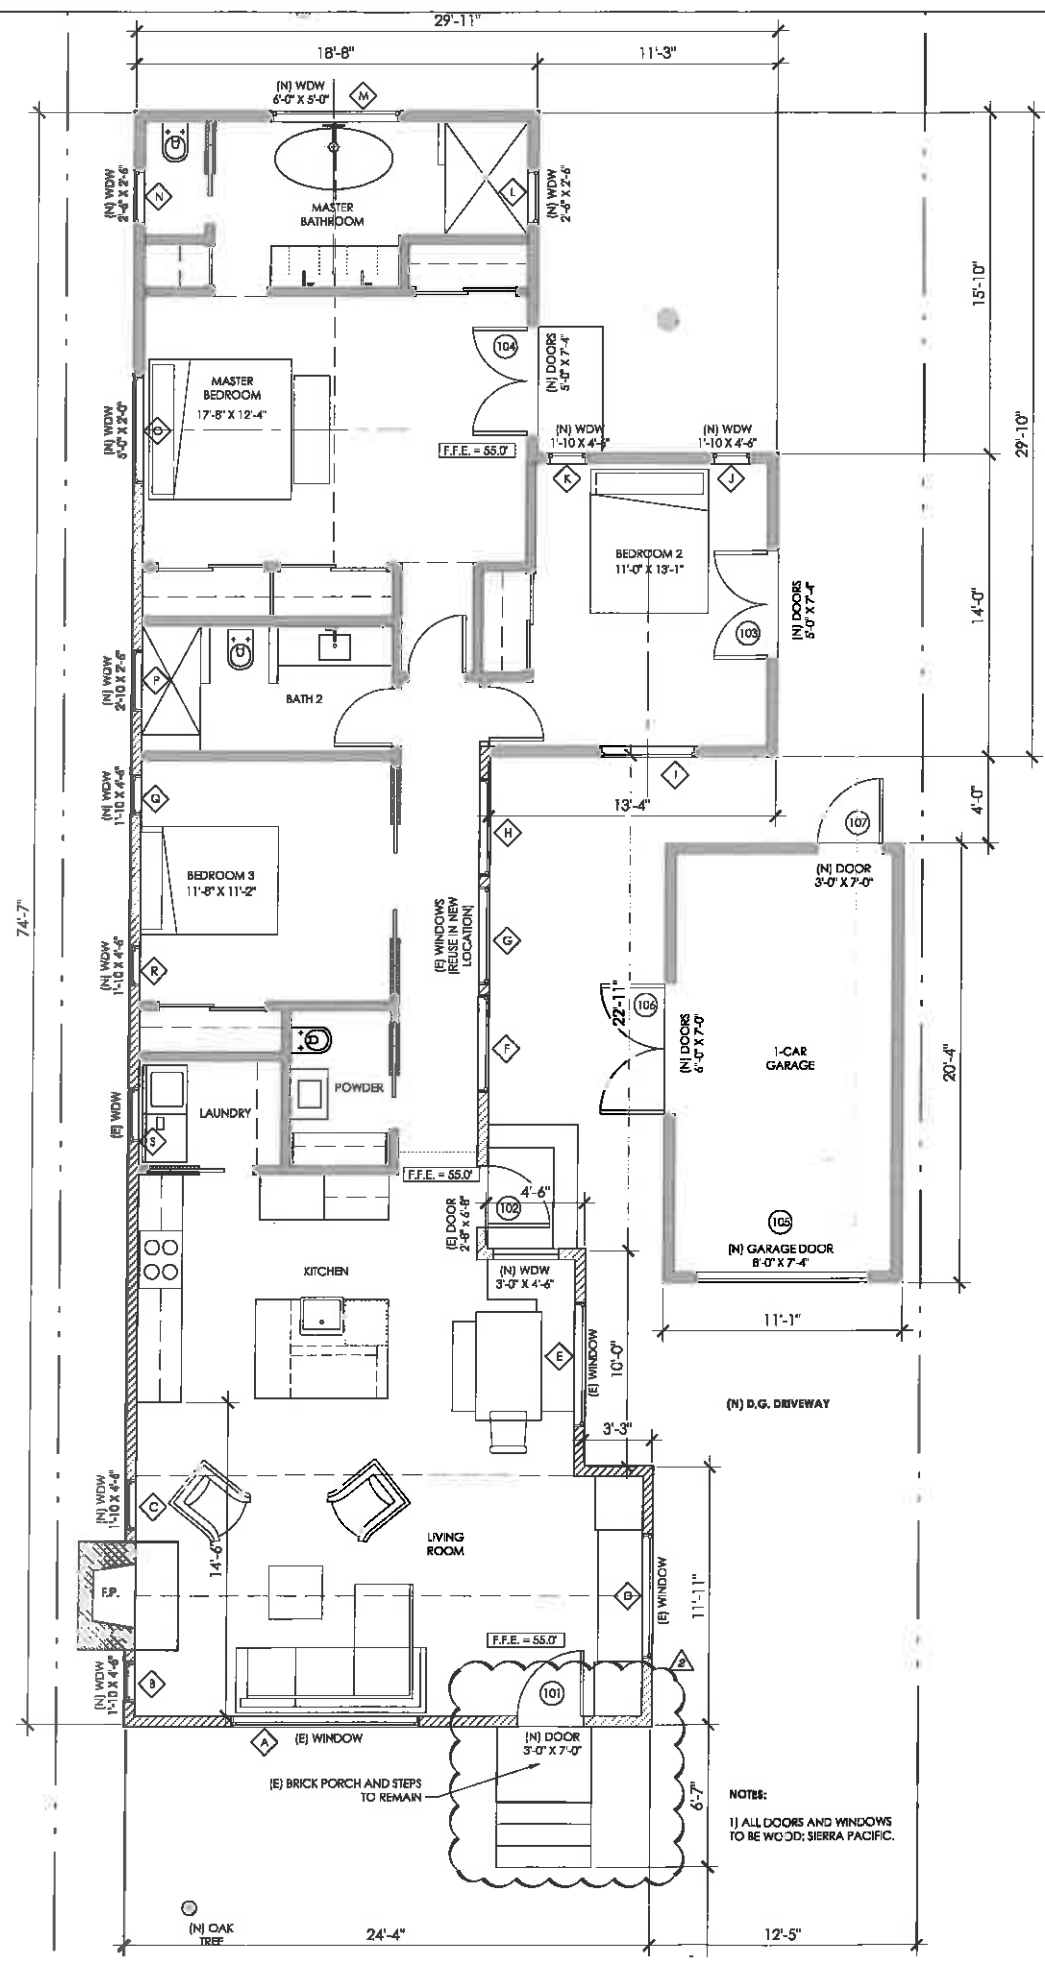 29'-11"
18'-8"
11'-3"
(N) WDW
6'-0" X 5'-0"
M
(N) WDW
2'-6" X 2'-6"
N
L
(N) WDW
2'-6" X 2'-6"
MASTER
BATHROOM
15'-10"
29'-10"
104
(N) DOORS
5'-0" X 7'-4"
MASTER
BEDROOM
17'-8" X 12'-4"
(N) WDW
5'-0" X 2'-0"
O
F.F.E. = 55.0'
(N) WDW
1'-10 X 4'-6"
K
(N) WDW
1'-10 X 4'-6"
J
BEDROOM 2
11'-0" X 13'-1"
103
(N) DOORS
5'-0" X 7'-4"
14'-0"
(N) WDW
2'-10 X 2'-6"
P
BATH 2
I
13'-4"
4'-0"
(N) WDW
1'-10 X 4'-6"
Q
H
107
(N) DOOR
3'-0" X 7'-0"
BEDROOM 3
11'-8" X 11'-2"
74'-7"
(E) WINDOWS
(REUSE IN NEW
LOCATION)
G
(N) WDW
1'-10 X 4'-6"
R
22'-11"
106
(N) DOORS
6'-0" X 7'-0"
F
1-CAR
GARAGE
20'-4"
POWDER
(E) WDW
LAUNDRY
S
F.F.E. = 55.0'
4'-6"
102
(E) DOOR
2'-8" X 6'-8"
105
(N) GARAGE DOOR
8'-0" X 7'-4"
KITCHEN
(N) WDW
3'-0" X 4'-6"
11'-1"
E
(E) WINDOW
10'-0"
(N) D.G. DRIVEWAY
3'-3"
(N) WDW
1'-10 X 4'-6"
C
LIVING
ROOM
14'-6"
F.P.
D
(E) WINDOW
11'-11"
F.F.E. = 55.0'
2
(N) WDW
1'-10 X 4'-6"
B
101
A
(E) WINDOW
(N) DOOR
3'-0" X 7'-0"
(E) BRICK PORCH AND STEPS
TO REMAIN
6'-7"
NOTES:
1) ALL DOORS AND WINDOWS
TO BE WOOD; SIERRA PACIFIC.
(N) OAK
TREE
24'-4"
12'-5"